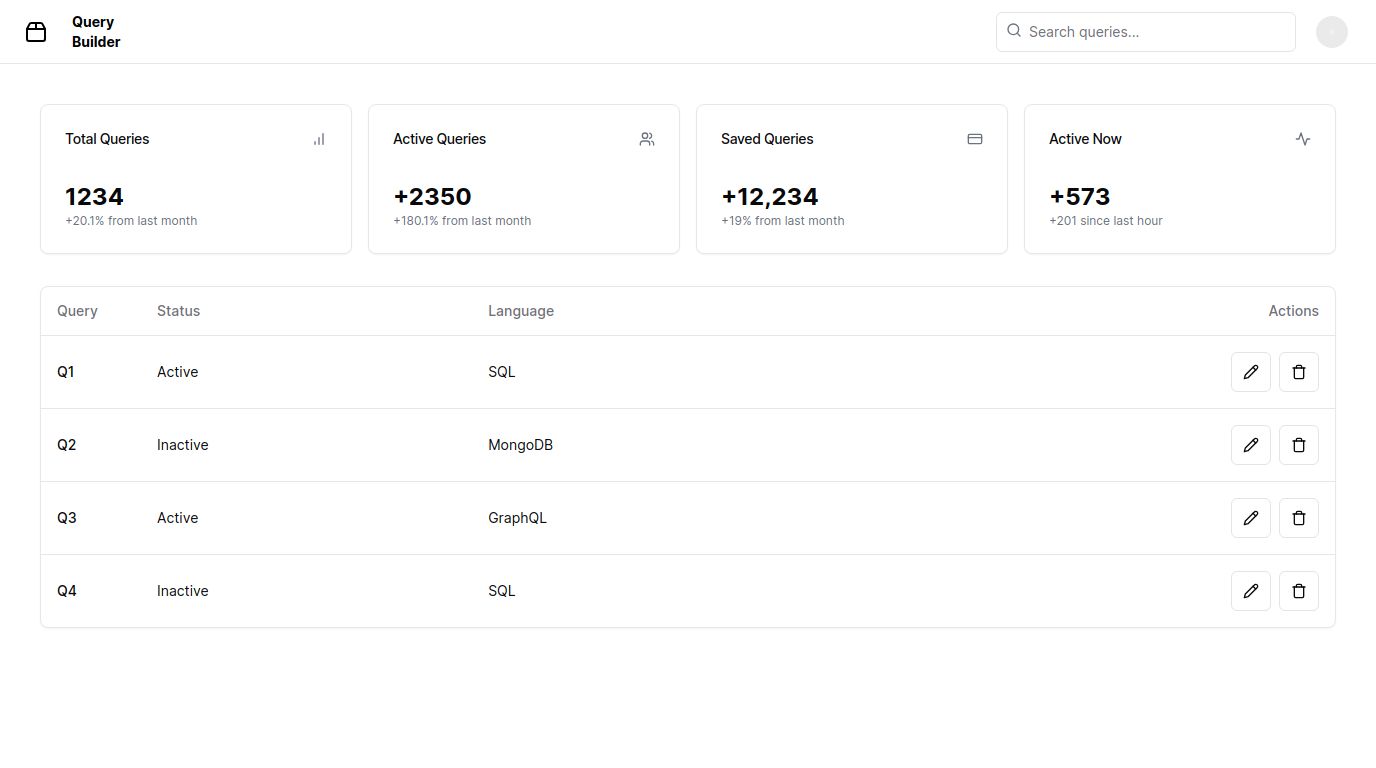 Query
Builder
Search queries...
Total Queries
1234
+20.1% from last month
Active Queries
+2350
+180.1% from last month
Saved Queries
+12,234
+19% from last month
Active Now
+573
+201 since last hour
Query Status Language Actions
Q1 Active SQL
Q2 Inactive MongoDB
Q3 Active GraphQL
Q4 Inactive SQL